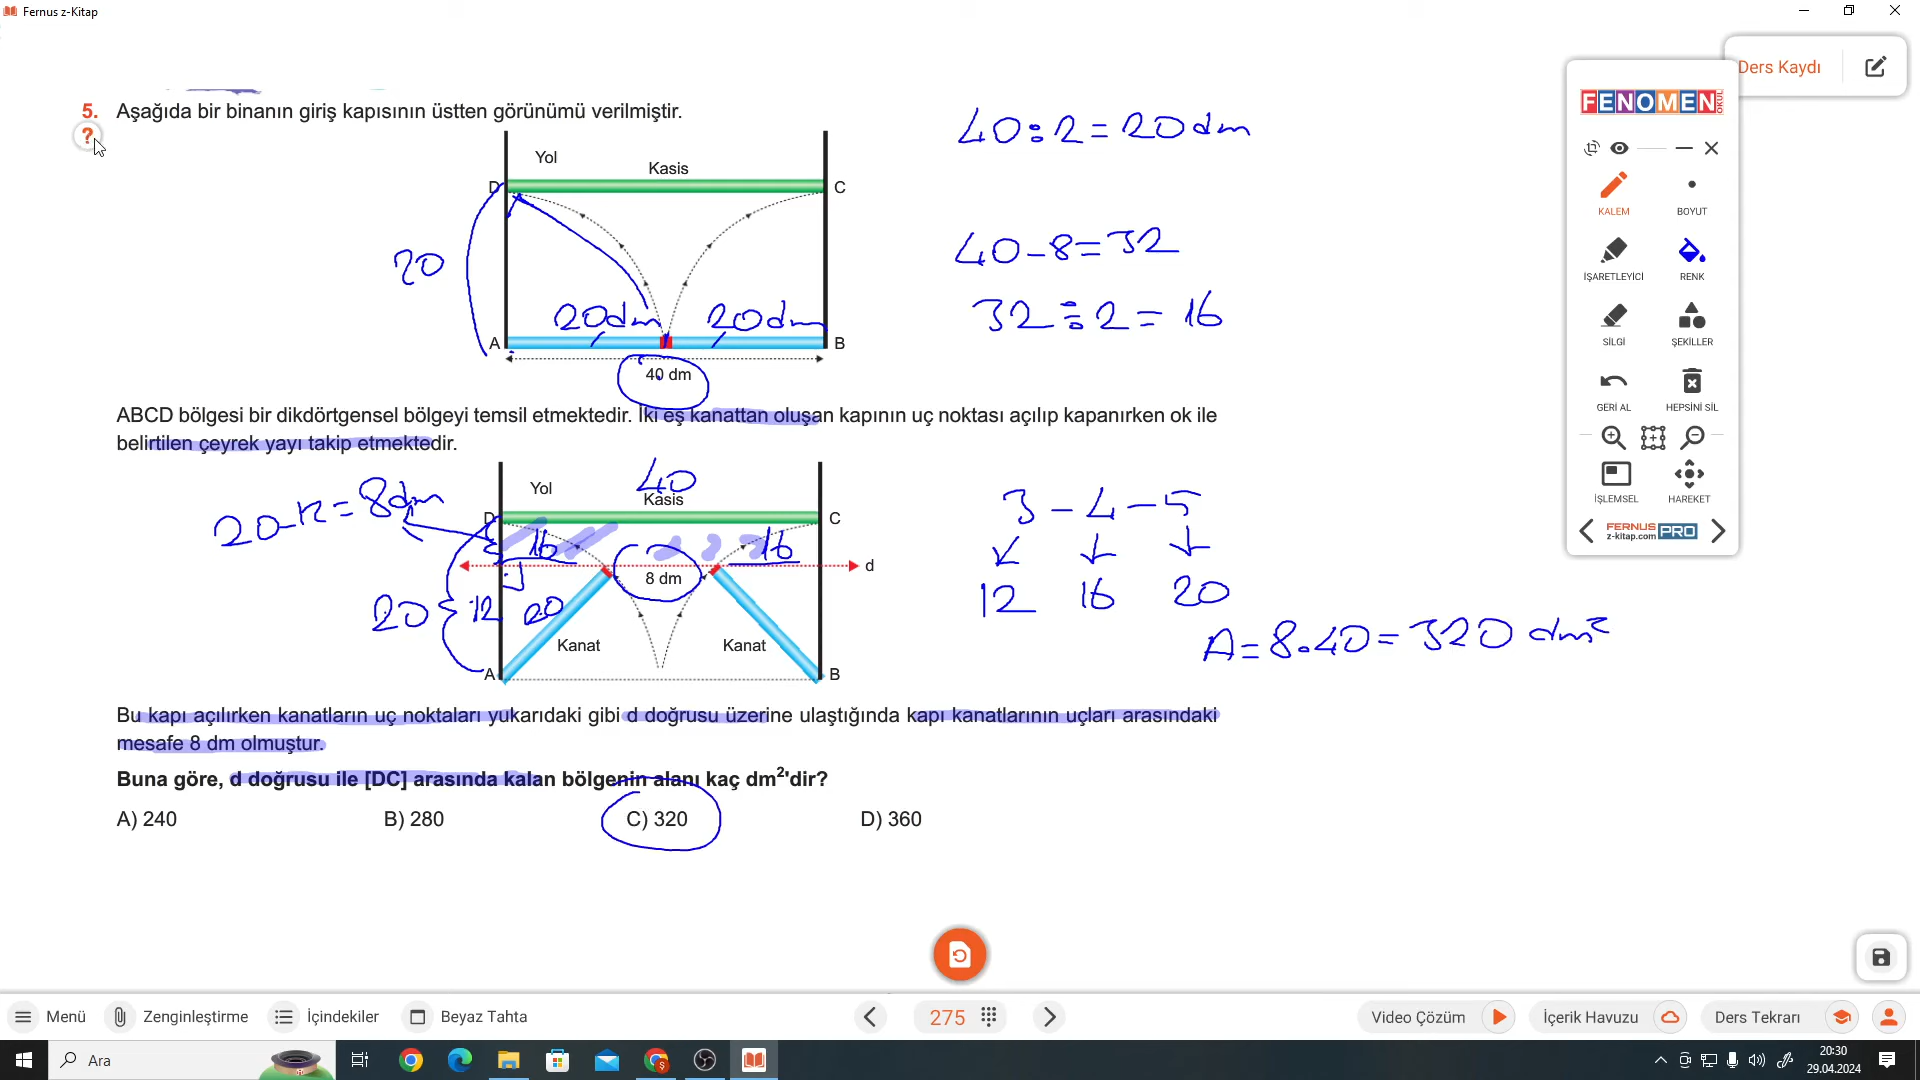 Fernus z-Kitap
Ders Kaydı
5. Aşağıda bir binanın giriş kapısının üstten görünümü verilmiştir.
?
Yol
Kasis
D
C
20
20dm
20dm
A
B
40 dm
40÷2=20dm
40-8=32
32÷2=16
ABCD bölgesi bir dikdörtgensel bölgeyi temsil etmektedir. İki eş kanattan oluşan kapının uç noktası açılıp kapanırken ok ile
belirtilen çeyrek yayı takip etmektedir.
40
Yol
Kasis
20-12=8dm
D
C
16
16
d
8 dm
20
12
20
Kanat
Kanat
A
B
3-4-5
12 16 20
A=8.40=320 dm²
Bu kapı açılırken kanatların uç noktaları yukarıdaki gibi d doğrusu üzerine ulaştığında kapı kanatlarının uçları arasındaki
mesafe 8 dm olmuştur.
Buna göre, d doğrusu ile [DC] arasında kalan bölgenin alanı kaç dm²'dir?
A) 240 B) 280 C) 320 D) 360
FENOMEN OKUL
KALEM BOYUT
İŞARETLEYİCİ RENK
SİLGİ ŞEKİLLER
GERİ AL HEPSİNİ SİL
İŞLEMSEL HAREKET
FERNUS PRO
z-kitap.com
Menü Zenginleştirme İçindekiler Beyaz Tahta 275 Video Çözüm İçerik Havuzu Ders Tekrarı
Ara
20:30
29.04.2024